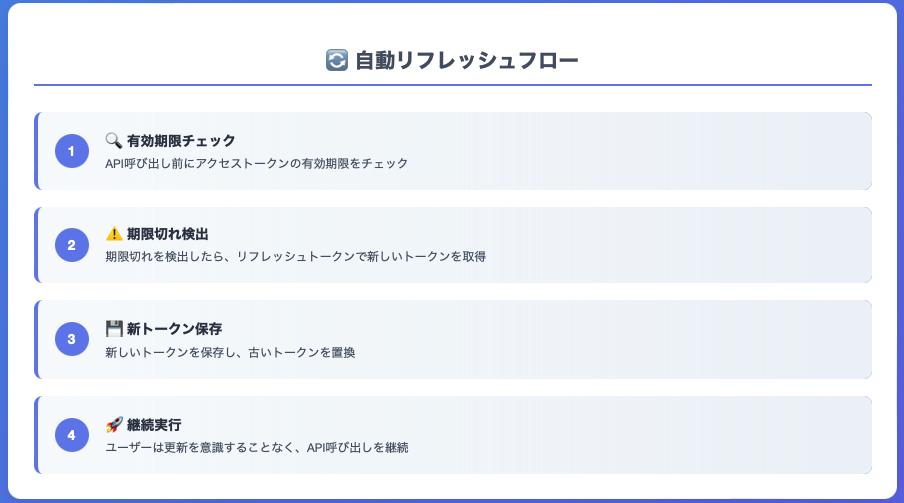 🔄 自動リフレッシュフロー
1
🔍 有効期限チェック
API呼び出し前にアクセストークンの有効期限をチェック
2
⚠️ 期限切れ検出
期限切れを検出したら、リフレッシュトークンで新しいトークンを取得
3
💾 新トークン保存
新しいトークンを保存し、古いトークンを置換
4
🚀 継続実行
ユーザーは更新を意識することなく、API呼び出しを継続